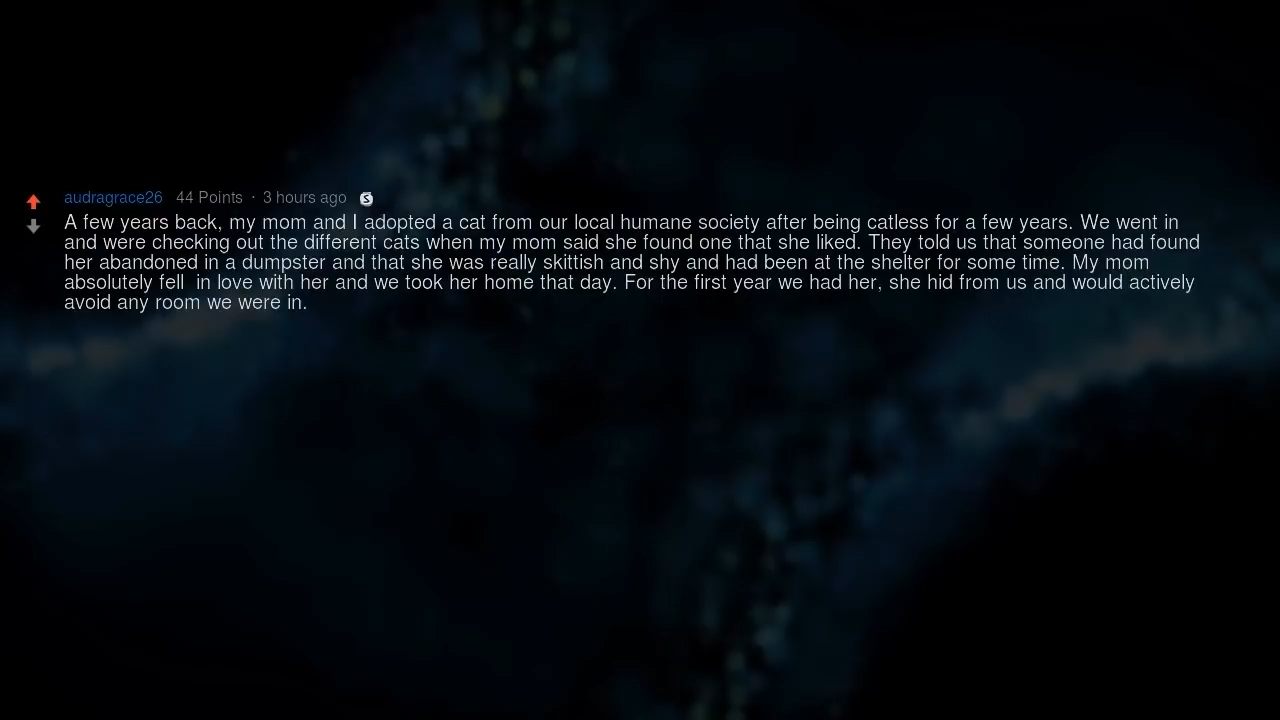 audragrace26 44 Points · 3 hours ago S
A few years back, my mom and I adopted a cat from our local humane society after being catless for a few years. We went in
and were checking out the different cats when my mom said she found one that she liked. They told us that someone had found
her abandoned in a dumpster and that she was really skittish and shy and had been at the shelter for some time. My mom
absolutely fell  in love with her and we took her home that day. For the first year we had her, she hid from us and would actively
avoid any room we were in.